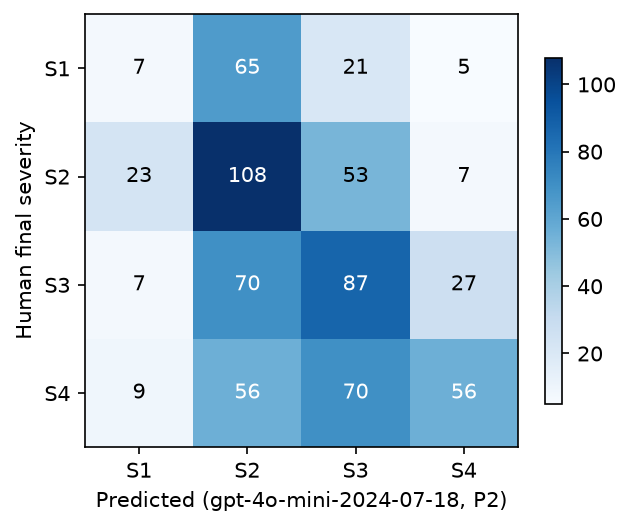 S1 7 65 21 5
S2 23 108 53 7
S3 7 70 87 27
S4 9 56 70 56
S1 S2 S3 S4
Predicted (gpt-4o-mini-2024-07-18, P2)
Human final severity
100
80
60
40
20